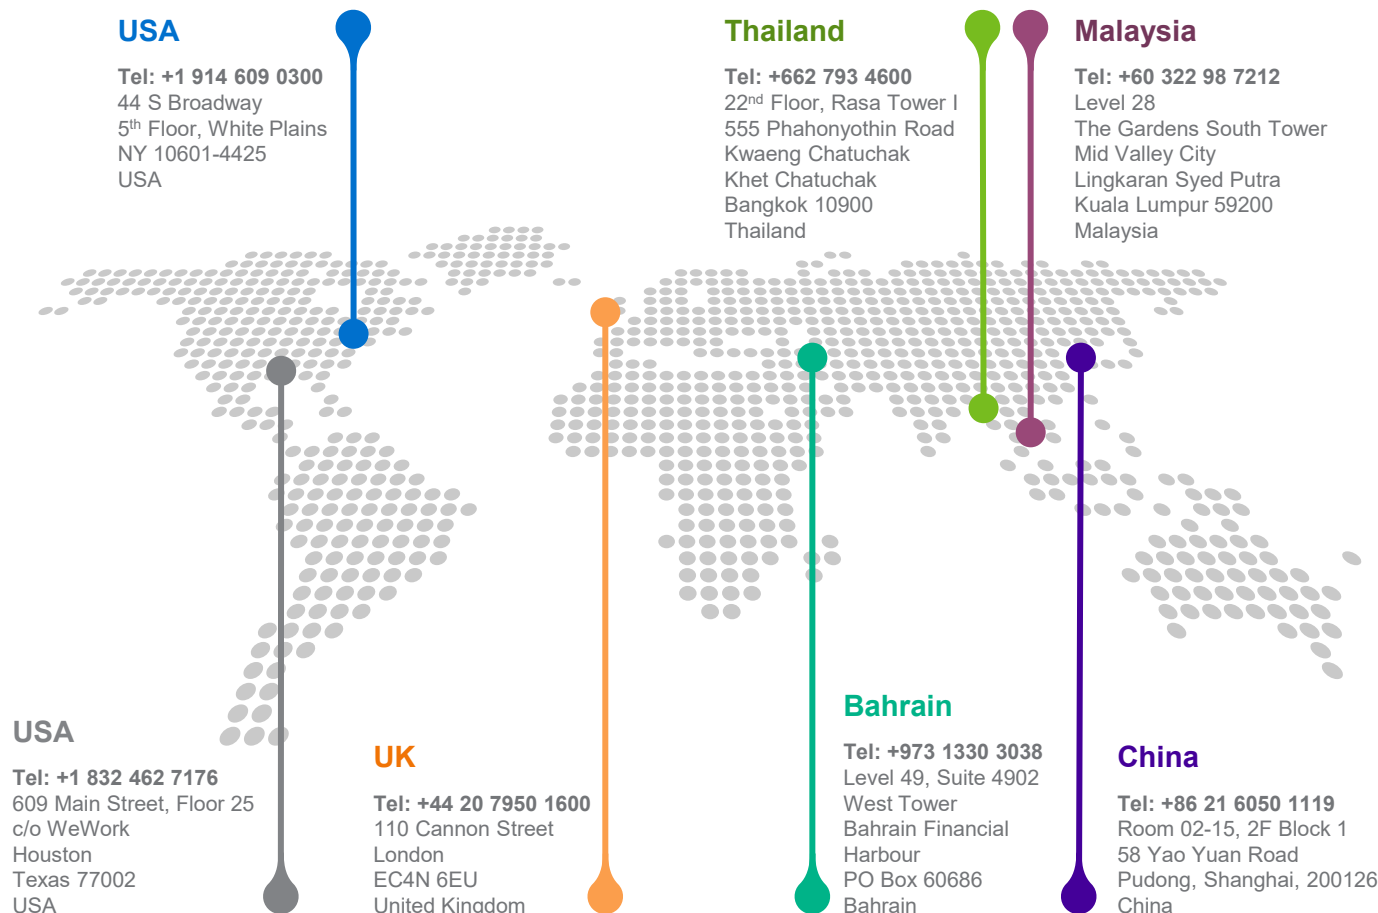 USA
Tel: +1 914 609 0300
44 S Broadway
5th Floor, White Plains
NY 10601-4425
USA
Thailand
Tel: +662 793 4600
22nd Floor, Rasa Tower I
555 Phahonyothin Road
Kwaeng Chatuchak
Khet Chatuchak
Bangkok 10900
Thailand
Malaysia
Tel: +60 322 98 7212
Level 28
The Gardens South Tower
Mid Valley City
Lingkaran Syed Putra
Kuala Lumpur 59200
Malaysia
USA
Tel: +1 832 462 7176
609 Main Street, Floor 25
c/o WeWork
Houston
Texas 77002
USA
UK
Tel: +44 20 7950 1600
110 Cannon Street
London
EC4N 6EU
United Kingdom
Bahrain
Tel: +973 1330 3038
Level 49, Suite 4902
West Tower
Bahrain Financial
Harbour
PO Box 60686
Bahrain
China
Tel: +86 21 6050 1119
Room 02-15, 2F Block 1
58 Yao Yuan Road
Pudong, Shanghai, 200126
China